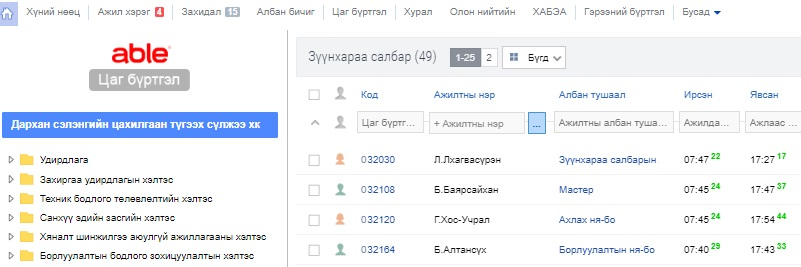 Хүний нөөц Ажил хэрэг 4 Захидал 15 Албан бичиг Цаг бүртгэл Хурал Олон нийтийн ХАБЭА Гэрээний бүртгэл Бусад
able
Цаг бүртгэл
Дархан сэлэнгийн цахилгаан түгээх сүлжээ хк
Удирдлага
Захиргаа удирдлагын хэлтэс
Техник бодлого төлөвлөлтийн хэлтэс
Санхүү эдийн засгийн хэлтэс
Хяналт шинжилгээ аюулгүй ажиллагааны хэлтэс
Борлуулалтын бодлого зохицуулалтын хэлтэс
Зүүнхараа салбар (49) 1-25 2 Бүгд
Код Ажилтны нэр Албан тушаал Ирсэн Явсан
Цаг бүртг... + Ажилтны нэр ... Ажилтны албан туша... Ажилда... Ажлаас ...
032030 Л.Лхагвасүрэн Зүүнхараа салбарын 07:47 22 17:27 17
032108 Б.Баярсайхан Мастер 07:45 24 17:47 37
032120 Г.Хос-Учрал Ахлах ня-бо 07:45 24 17:54 44
032164 Б.Алтансүх Борлуулалтын ня-бо 07:40 29 17:43 33